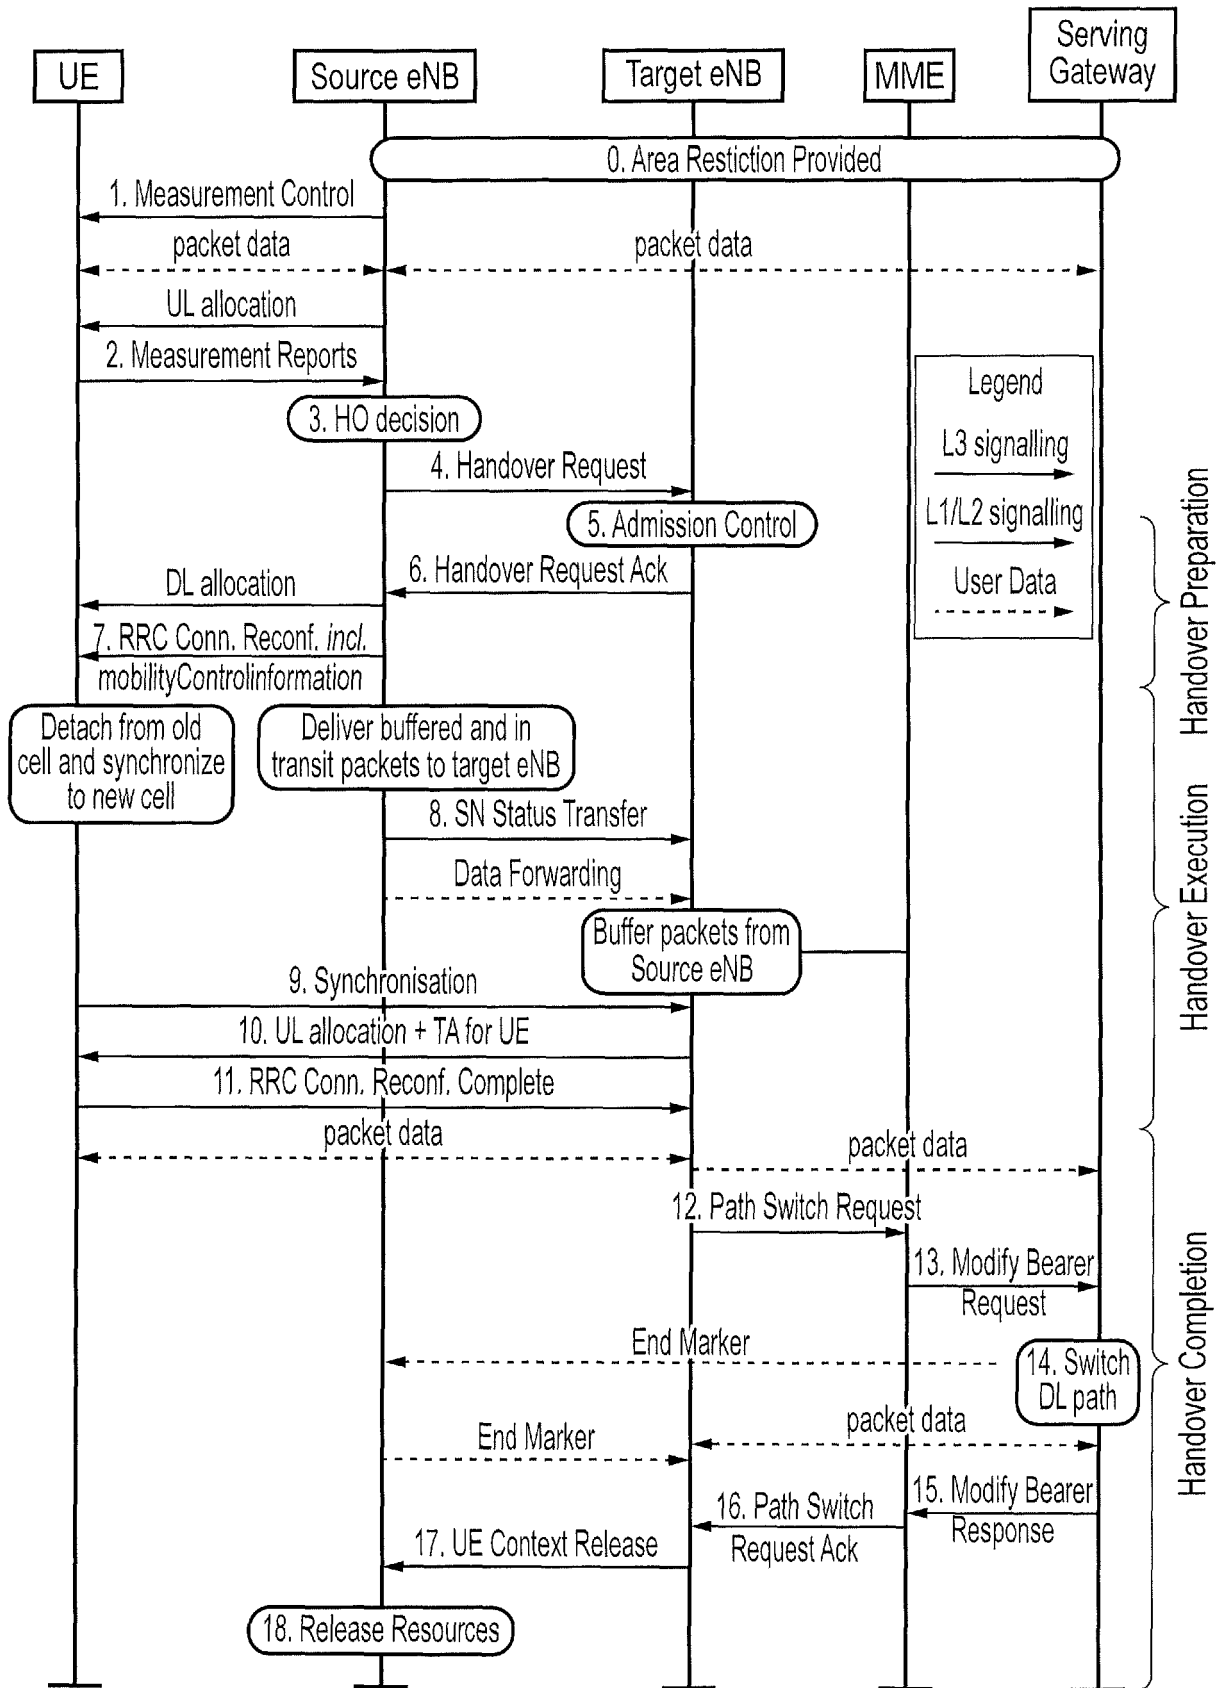 UE
Source eNB
Target eNB
MME
Serving
Gateway
0. Area Restiction Provided
1. Measurement Control
packet data
packet data
UL allocation
2. Measurement Reports
Legend
L3 signalling
L1/L2 signalling
User Data
3. HO decision
4. Handover Request
5. Admission Control
6. Handover Request Ack
DL allocation
7. RRC Conn. Reconf. incl.
mobilityControlinformation
Handover Preparation
Detach from old
cell and synchronize
to new cell
Deliver buffered and in
transit packets to target eNB
8. SN Status Transfer
Data Forwarding
Buffer packets from
Source eNB
9. Synchronisation
10. UL allocation + TA for UE
11. RRC Conn. Reconf. Complete
Handover Execution
packet data
packet data
12. Path Switch Request
13. Modify Bearer
Request
End Marker
14. Switch
DL path
packet data
End Marker
15. Modify Bearer
Response
16. Path Switch
Request Ack
17. UE Context Release
18. Release Resources
Handover Completion